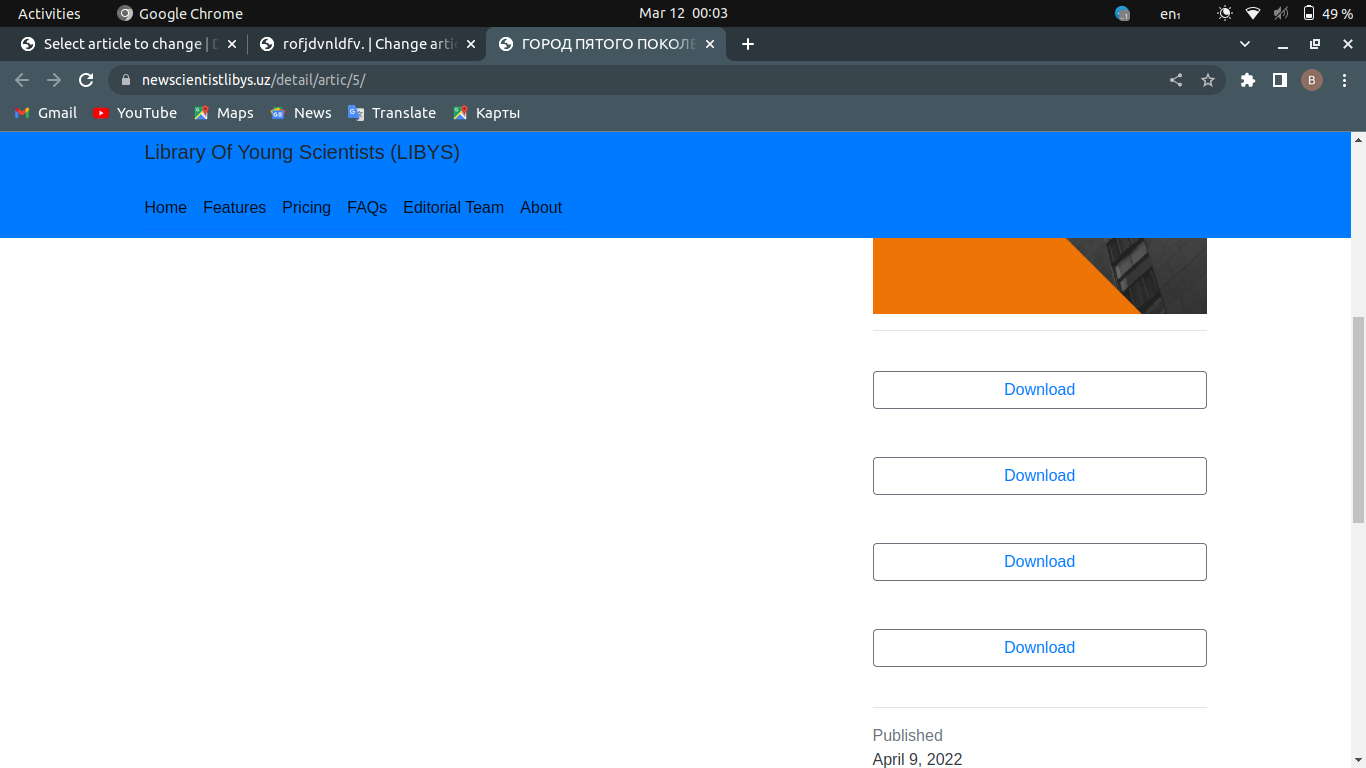 Activities Google Chrome Mar 12 00:03 en₁ 49 %
Select article to change | D rofjdvnldfv. | Change artic ГОРОД ПЯТОГО ПОКОЛЕ
newscientistlibys.uz/detail/artic/5/ B
Gmail YouTube Maps News Translate Карты
Library Of Young Scientists (LIBYS)
Home Features Pricing FAQs Editorial Team About
Download
Download
Download
Download
Published
April 9, 2022